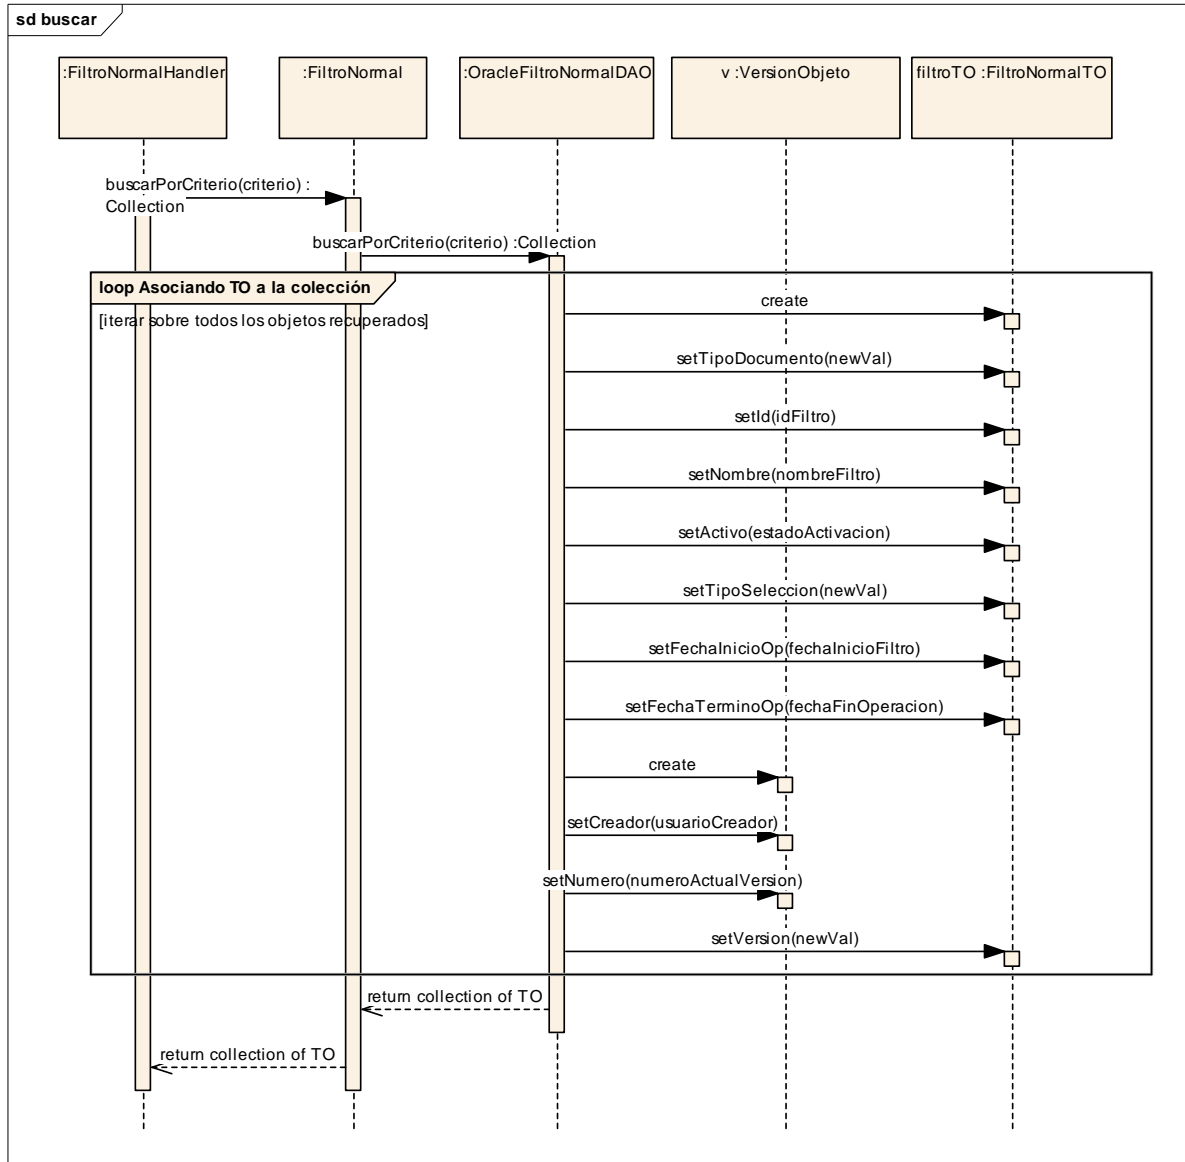 sd buscar
:FiltroNormalHandler
:FiltroNormal
:OracleFiltroNormalDAO
v :VersionObjeto
filtroTO :FiltroNormalTO
buscarPorCriterio(criterio) :
Collection
buscarPorCriterio(criterio) :Collection
loop Asociando TO a la colección
[iterar sobre todos los objetos recuperados]
create
setTipoDocumento(newVal)
setId(idFiltro)
setNombre(nombreFiltro)
setActivo(estadoActivacion)
setTipoSeleccion(newVal)
setFechaInicioOp(fechaInicioFiltro)
setFechaTerminoOp(fechaFinOperacion)
create
setCreador(usuarioCreador)
setNumero(numeroActualVersion)
setVersion(newVal)
return collection of TO
return collection of TO